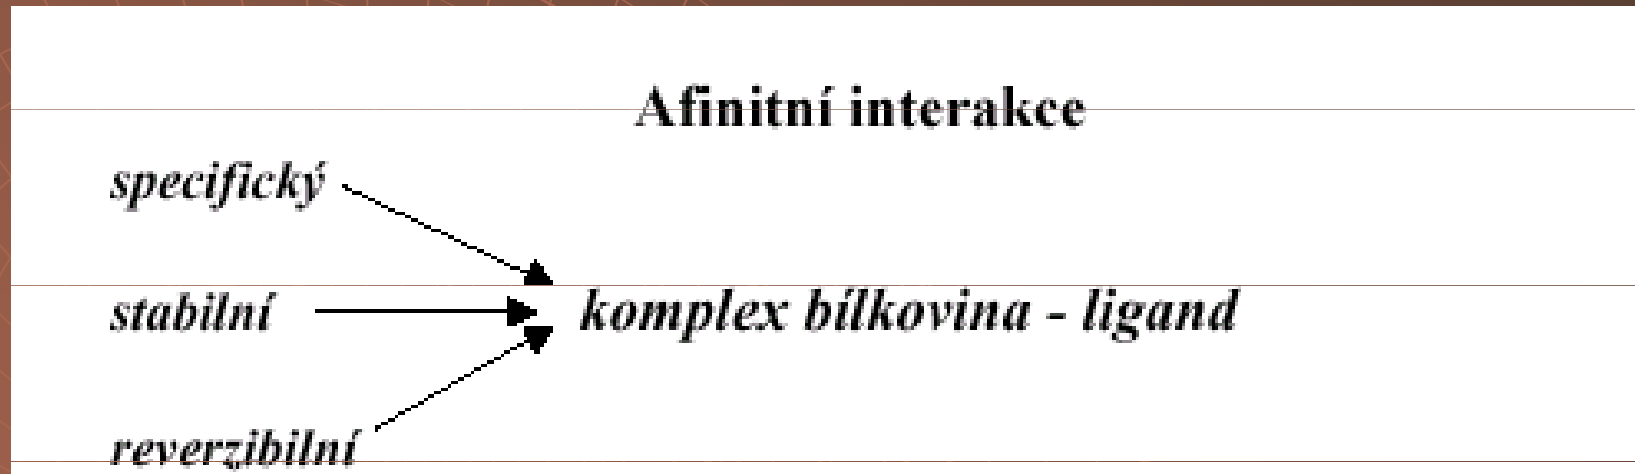 Afinitní interakce
specifický
stabilní
komplex bílkovina - ligand
reverzibilní